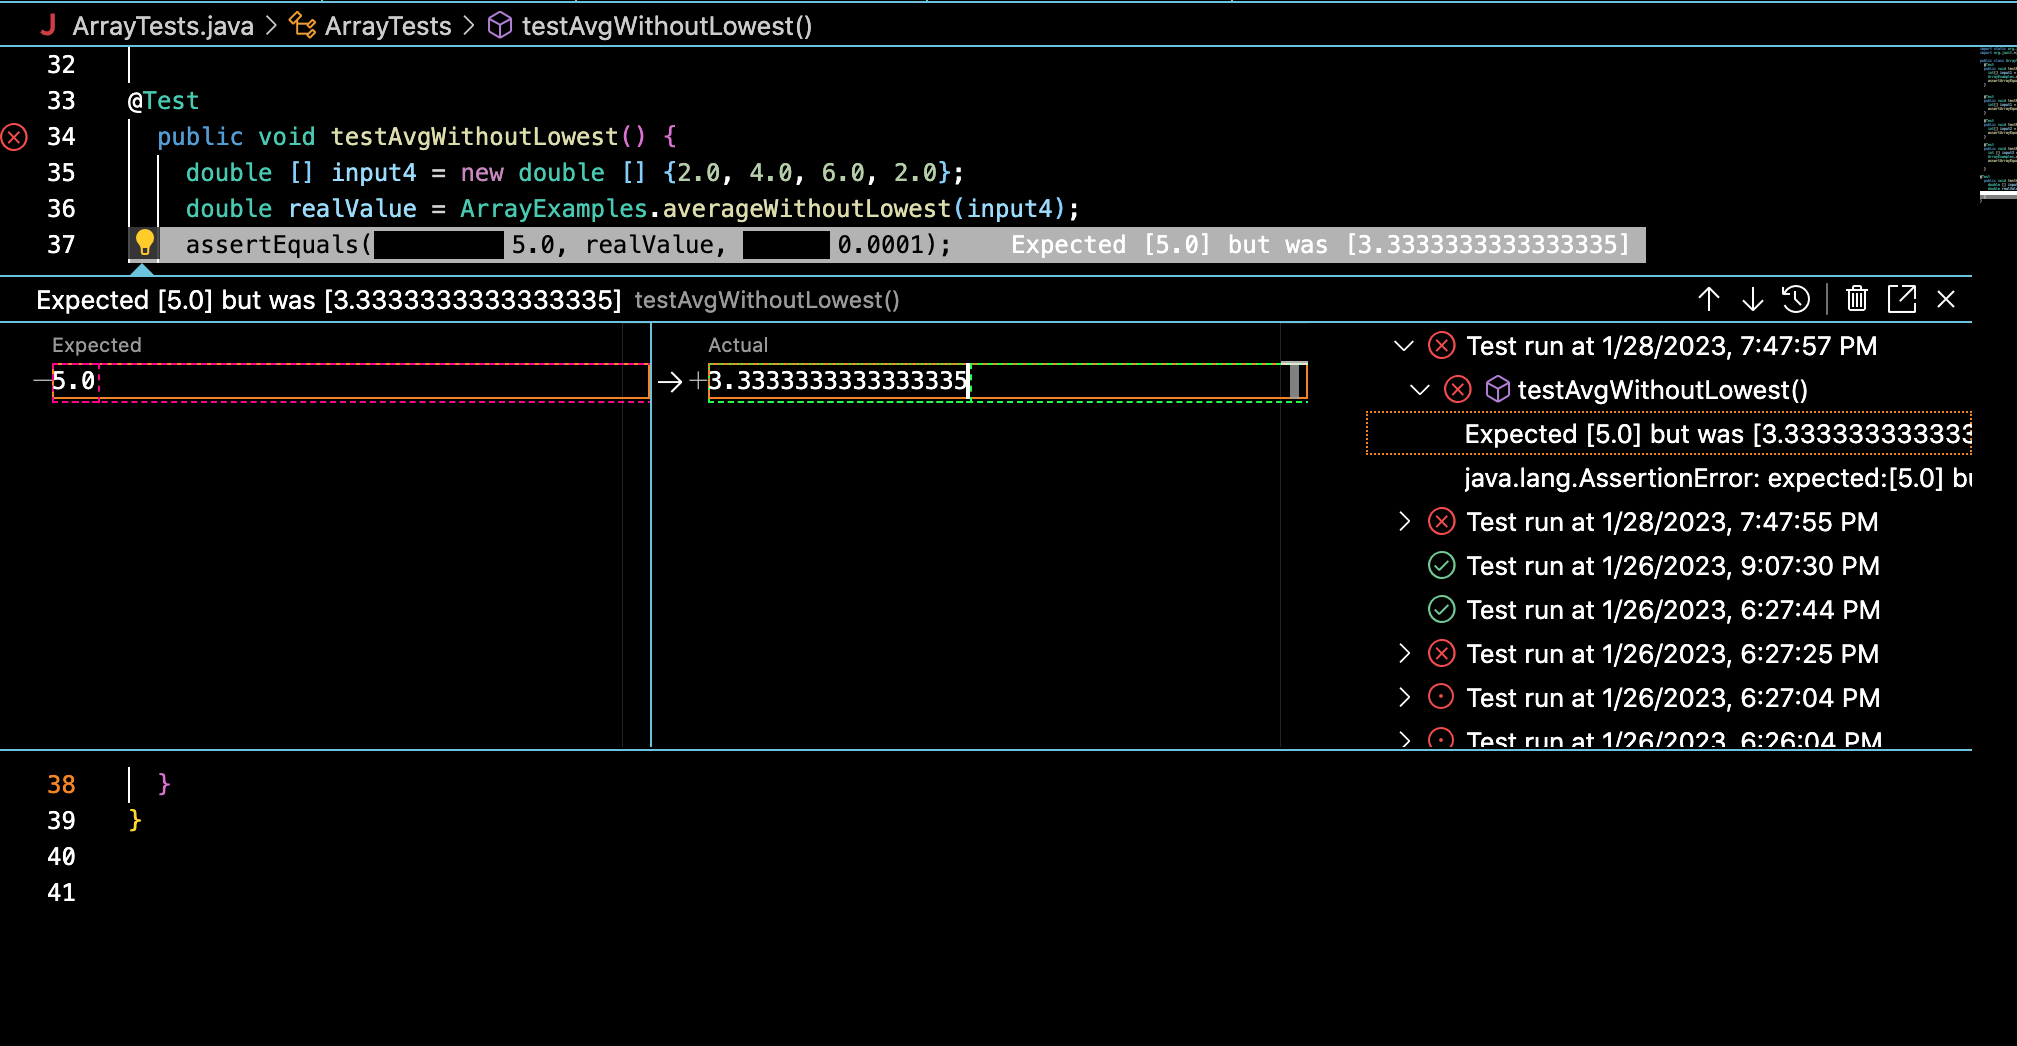 ArrayTests.java > ArrayTests > testAvgWithoutLowest()
32
33 @Test
34 public void testAvgWithoutLowest() {
35 double [] input4 = new double [] {2.0, 4.0, 6.0, 2.0};
36 double realValue = ArrayExamples.averageWithoutLowest(input4);
37 assertEquals( 5.0, realValue, 0.0001); Expected [5.0] but was [3.3333333333333335]
Expected [5.0] but was [3.3333333333333335] testAvgWithoutLowest()
Expected
5.0
Actual
3.3333333333333335
Test run at 1/28/2023, 7:47:57 PM
testAvgWithoutLowest()
Expected [5.0] but was [3.333333333333
java.lang.AssertionError: expected:[5.0] bu
Test run at 1/28/2023, 7:47:55 PM
Test run at 1/26/2023, 9:07:30 PM
Test run at 1/26/2023, 6:27:44 PM
Test run at 1/26/2023, 6:27:25 PM
Test run at 1/26/2023, 6:27:04 PM
Test run at 1/26/2023, 6:26:04 PM
38 }
39 }
40
41